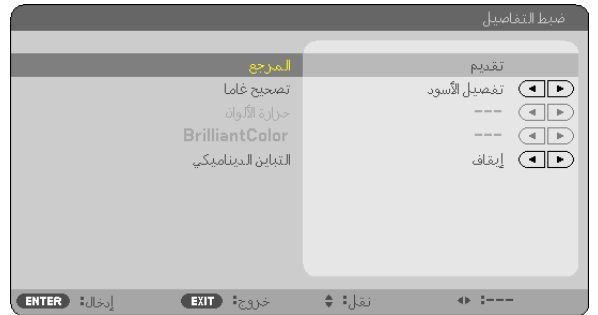 ضبط التفاصيل
المرجع تقديم
تصحيح غاما تفصيل الأسود
حرارة الألوان ---
BrilliantColor ---
التباين الديناميكي إيقاف
ENTER إدخال: EXIT خروج: نقل: ---: